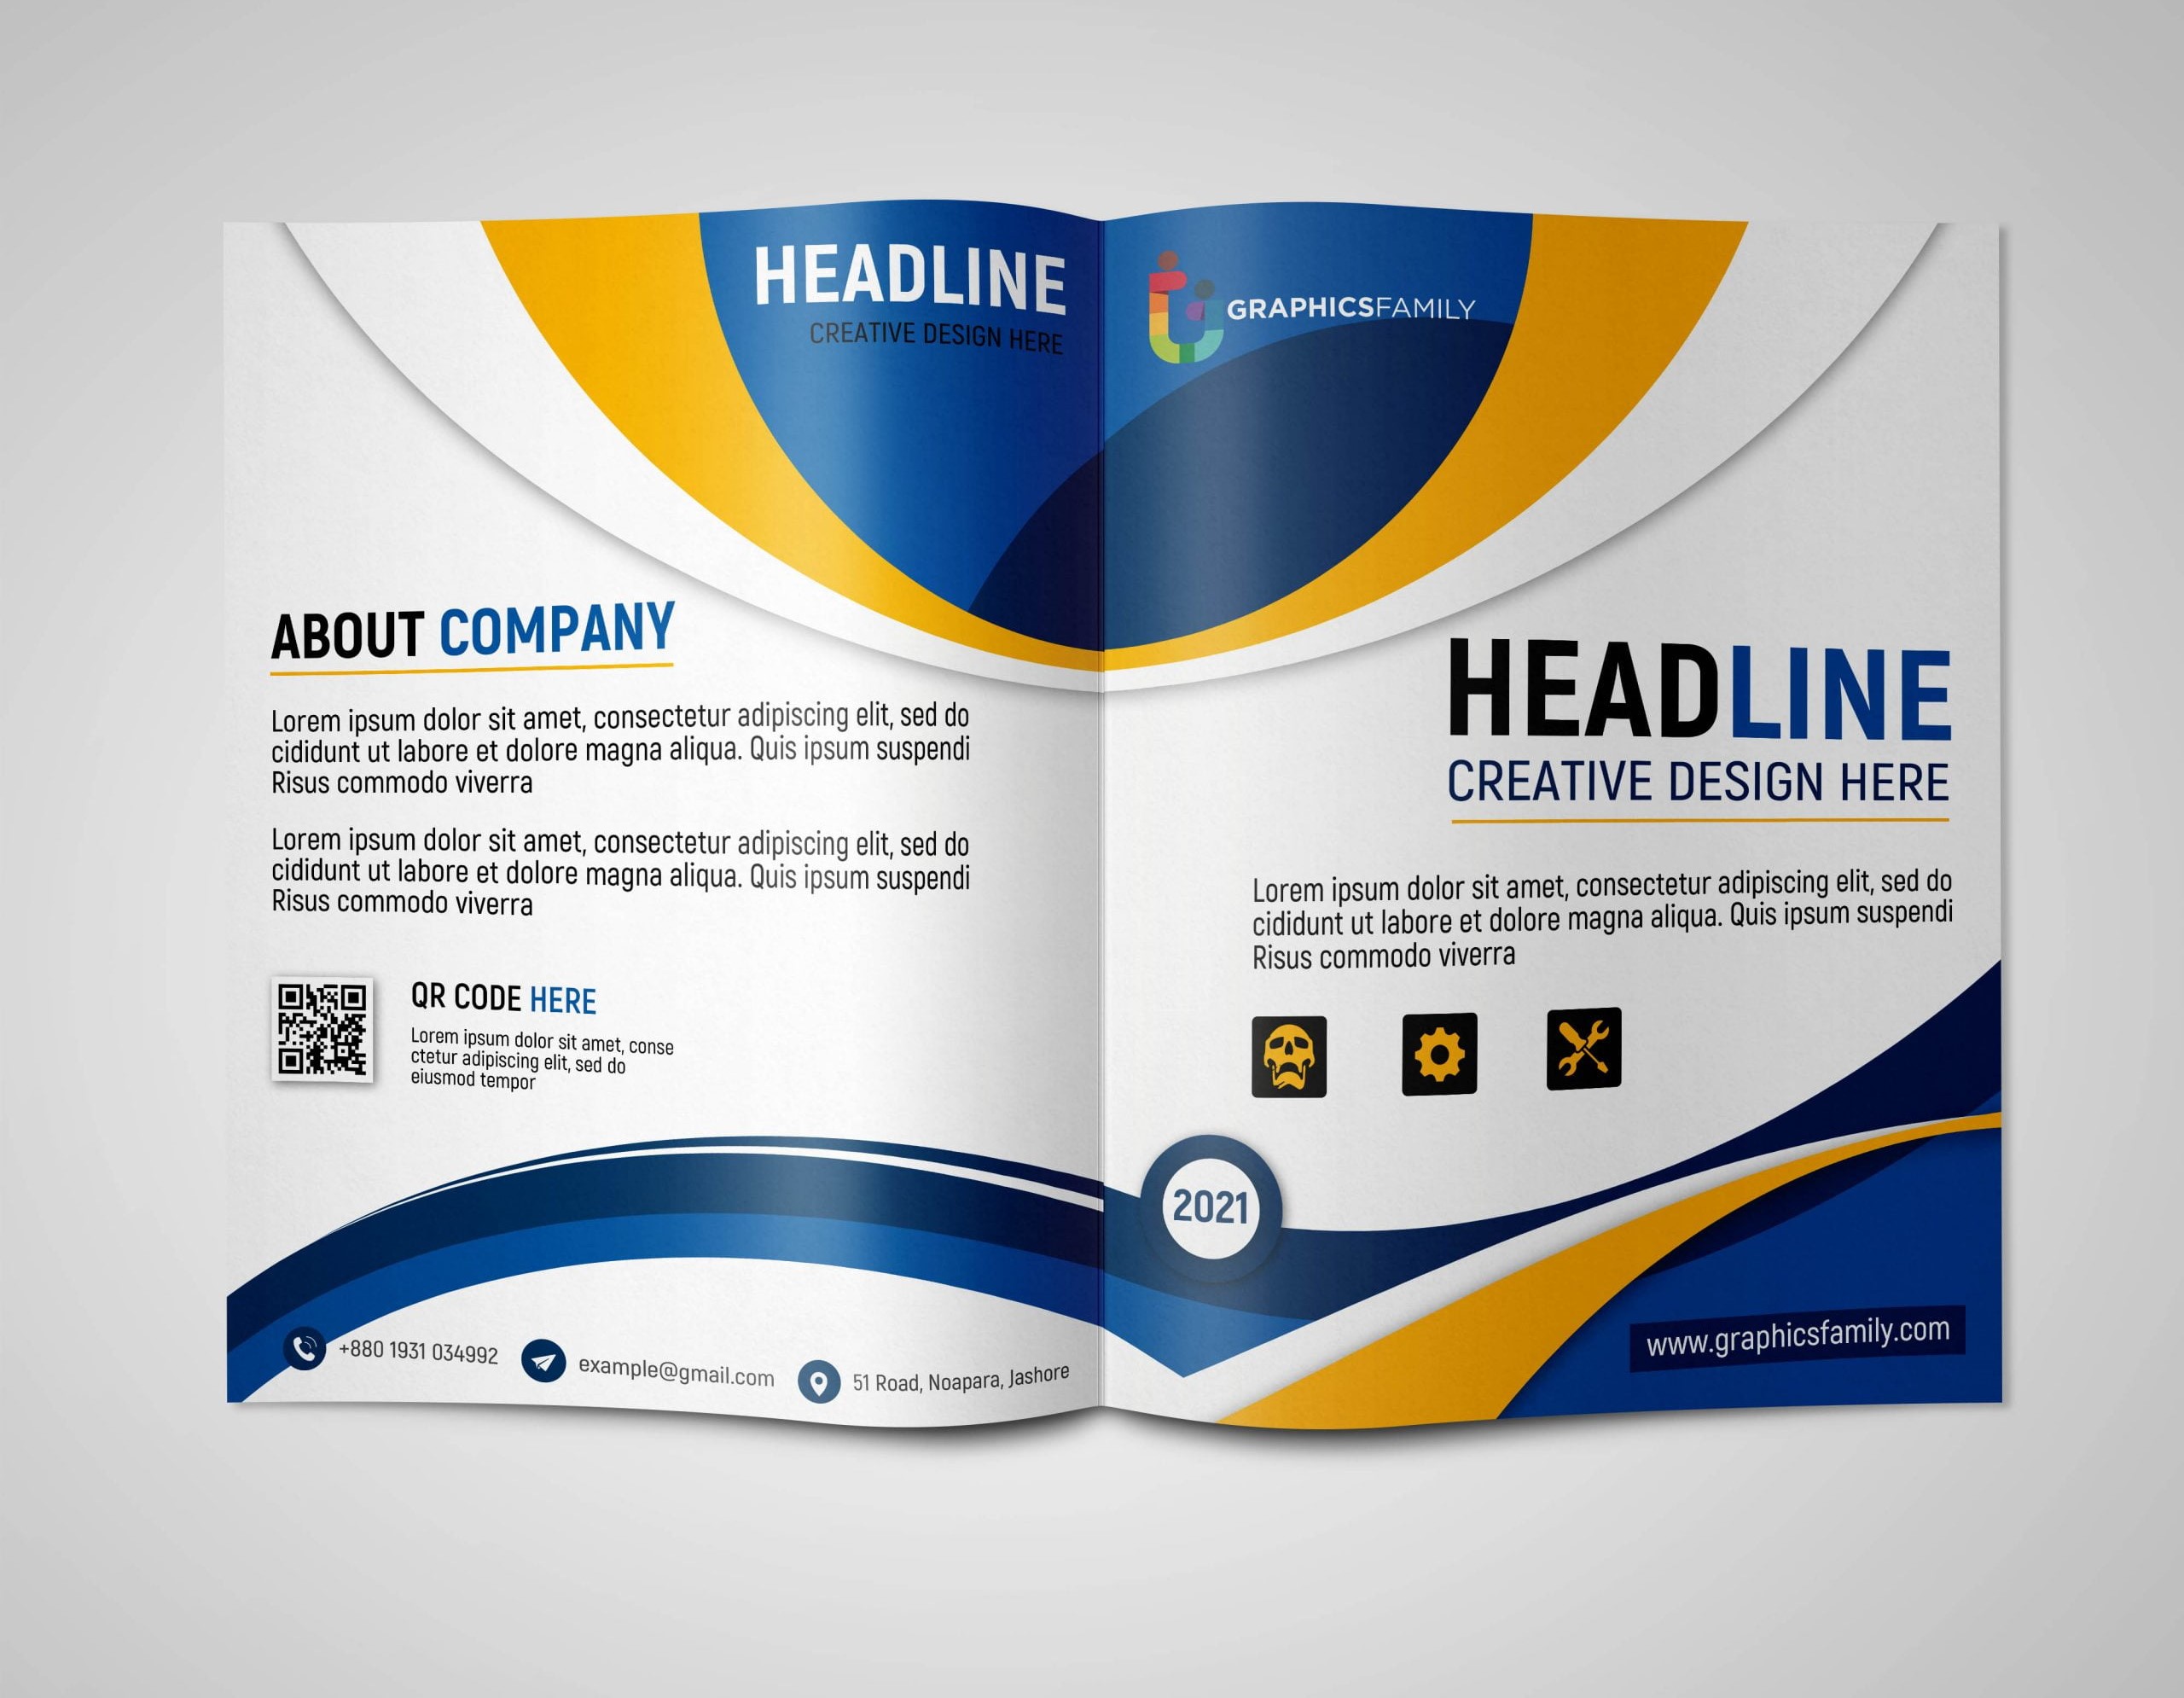 HEADLINE
CREATIVE DESIGN HERE
ABOUT COMPANY
Lorem ipsum dolor sit amet, consectetur adipiscing elit, sed do
cididunt ut labore et dolore magna aliqua. Quis ipsum suspendi
Risus commodo viverra
Lorem ipsum dolor sit amet, consectetur adipiscing elit, sed do
cididunt ut labore et dolore magna aliqua. Quis ipsum suspendi
Risus commodo viverra
QR CODE HERE
Lorem ipsum dolor sit amet, conse
ctetur adipiscing elit, sed do
eiusmod tempor
+880 1931 034992
example@gmail.com
51 Road, Noapara, Jashore
GRAPHICSFAMILY
HEADLINE
CREATIVE DESIGN HERE
Lorem ipsum dolor sit amet, consectetur adipiscing elit, sed do
cididunt ut labore et dolore magna aliqua. Quis ipsum suspendi
Risus commodo viverra
2021
www.graphicsfamily.com